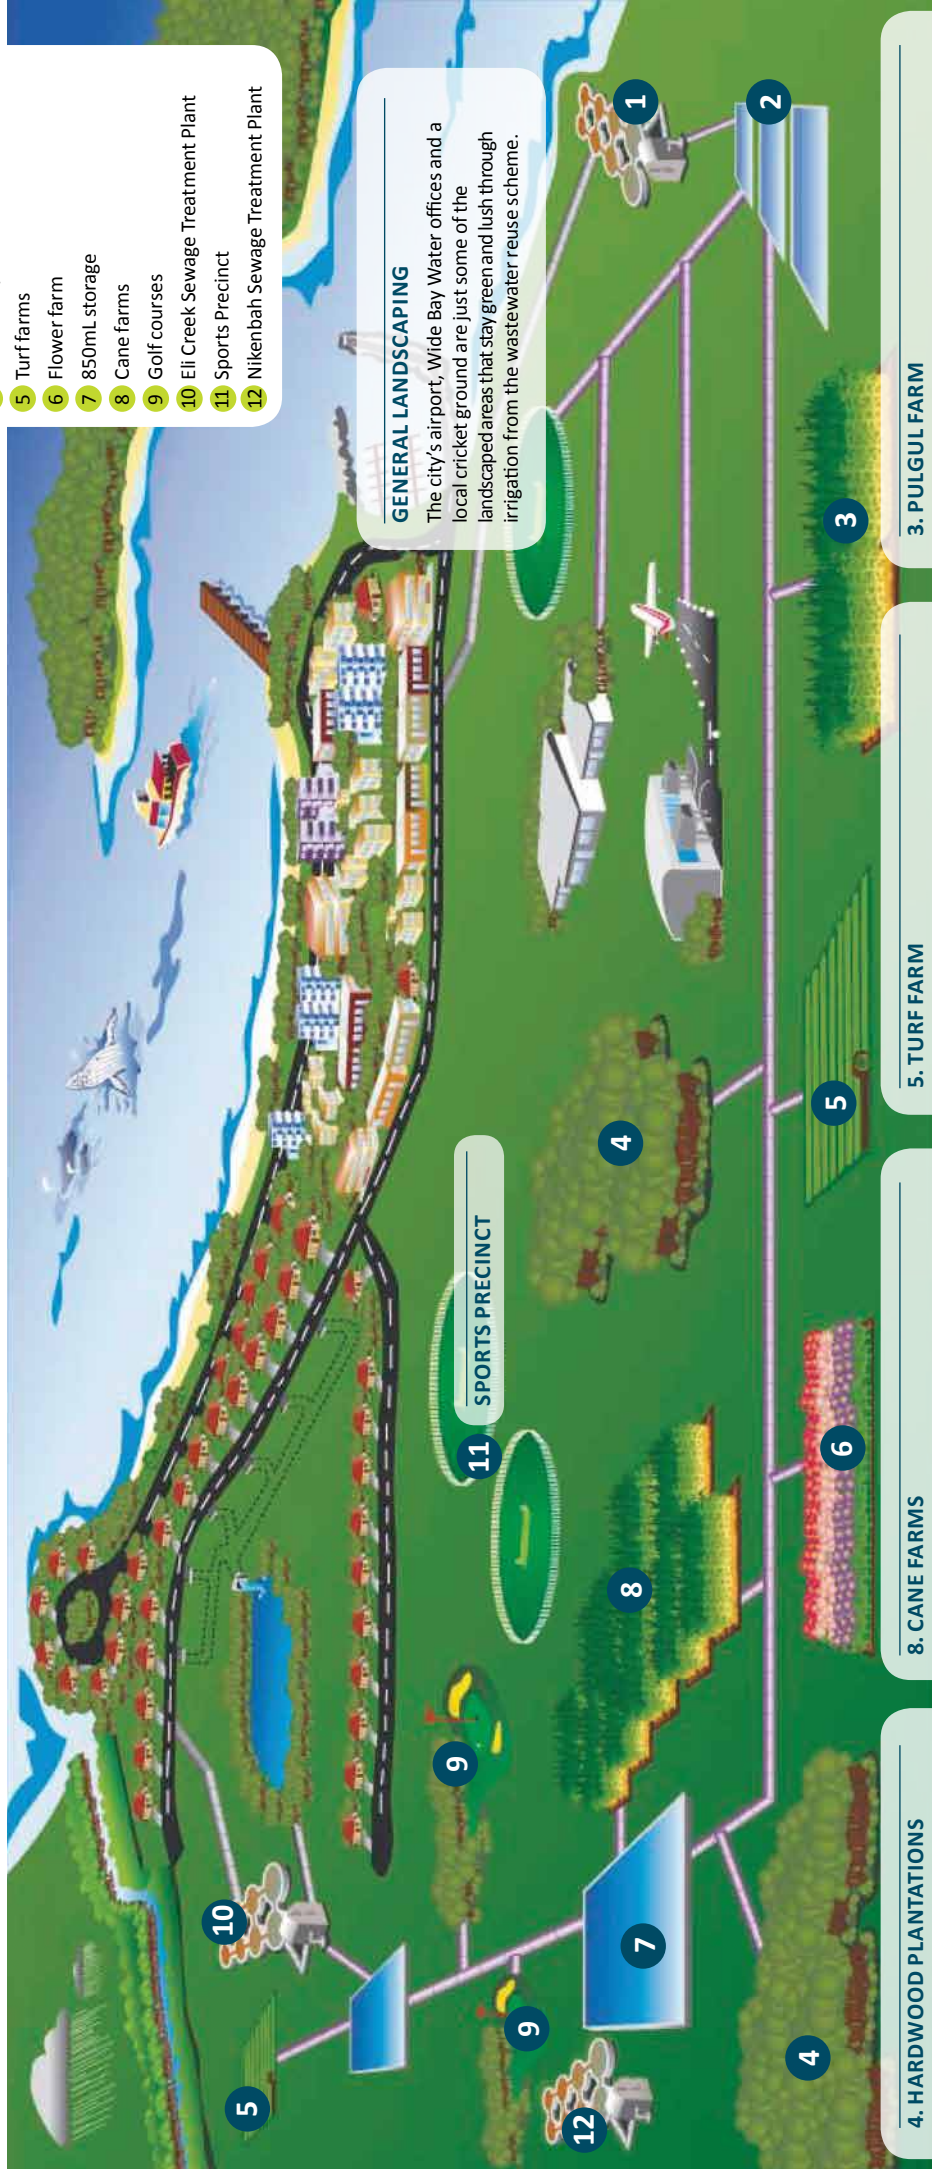 5 Turf farms
6 Flower farm
7 850mL storage
8 Cane farms
9 Golf courses
10 Eli Creek Sewage Treatment Plant
11 Sports Precinct
12 Nikenbah Sewage Treatment Plant
GENERAL LANDSCAPING
The city's airport, Wide Bay Water offices and a
local cricket ground are just some of the
landscaped areas that stay green and lush through
irrigation from the wastewater reuse scheme.
10
5
9
11
SPORTS PRECINCT
9
12
4
8
1
7
2
4
5
6
3
4. HARDWOOD PLANTATIONS
8. CANE FARMS
5. TURF FARM
3. PULGUL FARM